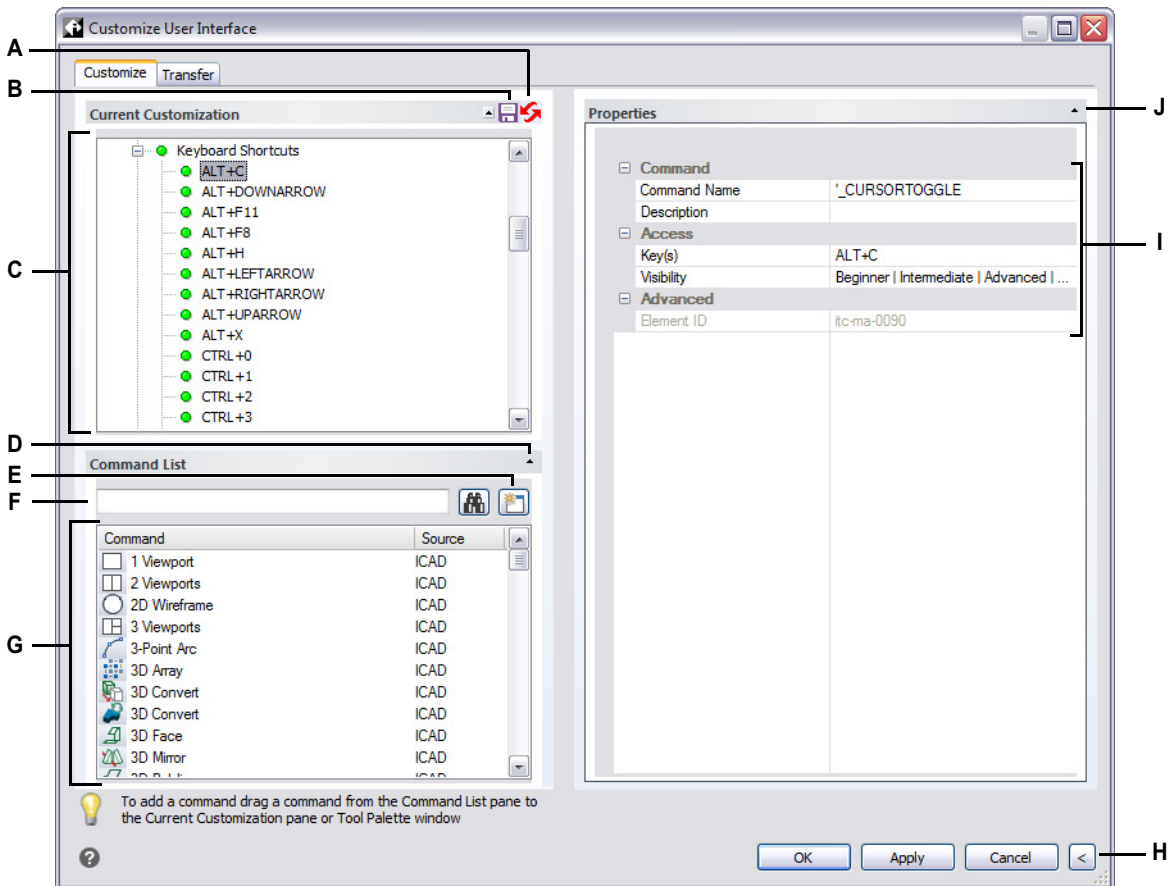 Customize User Interface
A
Customize Transfer
B
Current Customization
Properties
J
C
Keyboard Shortcuts
ALT+C
ALT+DOWNARROW
ALT+F11
ALT+F8
ALT+H
ALT+LEFTARROW
ALT+RIGHTARROW
ALT+UPARROW
ALT+X
CTRL+0
CTRL+1
CTRL+2
CTRL+3
Command
Command Name '_CURSORTOGGLE
Description
Access
Key(s) ALT+C
Visibility Beginner | Intermediate | Advanced | ...
Advanced
Element ID itc-ma-0090
I
D
Command List
E
F
Command Source
1 Viewport ICAD
2 Viewports ICAD
2D Wireframe ICAD
3 Viewports ICAD
G
3-Point Arc ICAD
3D Array ICAD
3D Convert ICAD
3D Convert ICAD
3D Face ICAD
3D Mirror ICAD
To add a command drag a command from the Command List pane to
the Current Customization pane or Tool Palette window
OK Apply Cancel <
H